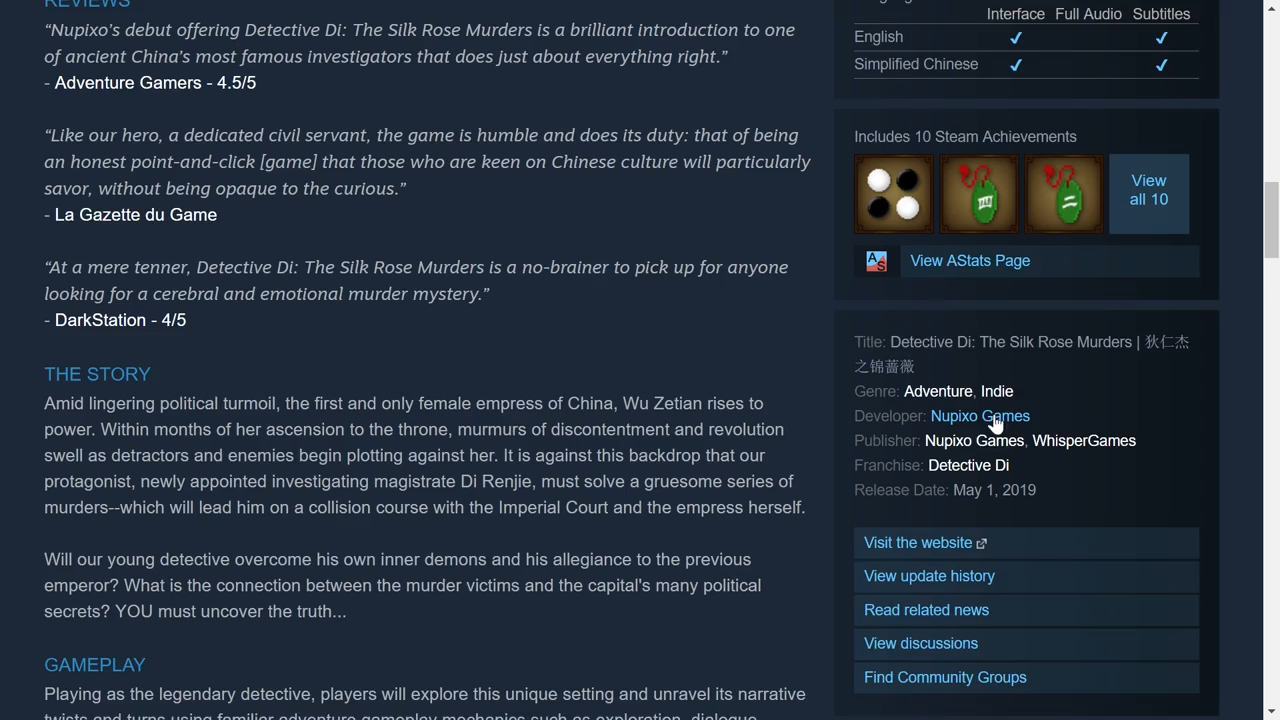 REVIEWS
“Nupixo's debut offering Detective Di: The Silk Rose Murders is a brilliant introduction to one
of ancient China's most famous investigators that does just about everything right.”
- Adventure Gamers - 4.5/5
“Like our hero, a dedicated civil servant, the game is humble and does its duty: that of being
an honest point-and-click [game] that those who are keen on Chinese culture will particularly
savor, without being opaque to the curious.”
- La Gazette du Game
“At a mere tenner, Detective Di: The Silk Rose Murders is a no-brainer to pick up for anyone
looking for a cerebral and emotional murder mystery.”
- DarkStation - 4/5
THE STORY
Amid lingering political turmoil, the first and only female empress of China, Wu Zetian rises to
power. Within months of her ascension to the throne, murmurs of discontentment and revolution
swell as detractors and enemies begin plotting against her. It is against this backdrop that our
protagonist, newly appointed investigating magistrate Di Renjie, must solve a gruesome series of
murders--which will lead him on a collision course with the Imperial Court and the empress herself.
Will our young detective overcome his own inner demons and his allegiance to the previous
emperor? What is the connection between the murder victims and the capital's many political
secrets? YOU must uncover the truth...
GAMEPLAY
Playing as the legendary detective, players will explore this unique setting and unravel its narrative
twists and turns using familiar adventure gameplay mechanics such as exploration, dialogue
Interface Full Audio Subtitles
English ✓ ✓
Simplified Chinese ✓ ✓
Includes 10 Steam Achievements
四
二
View
all 10
AS
View AStats Page
Title: Detective Di: The Silk Rose Murders | 狄仁杰
之锦蔷薇
Genre: Adventure, Indie
Developer: Nupixo Games
Publisher: Nupixo Games, WhisperGames
Franchise: Detective Di
Release Date: May 1, 2019
Visit the website
View update history
Read related news
View discussions
Find Community Groups